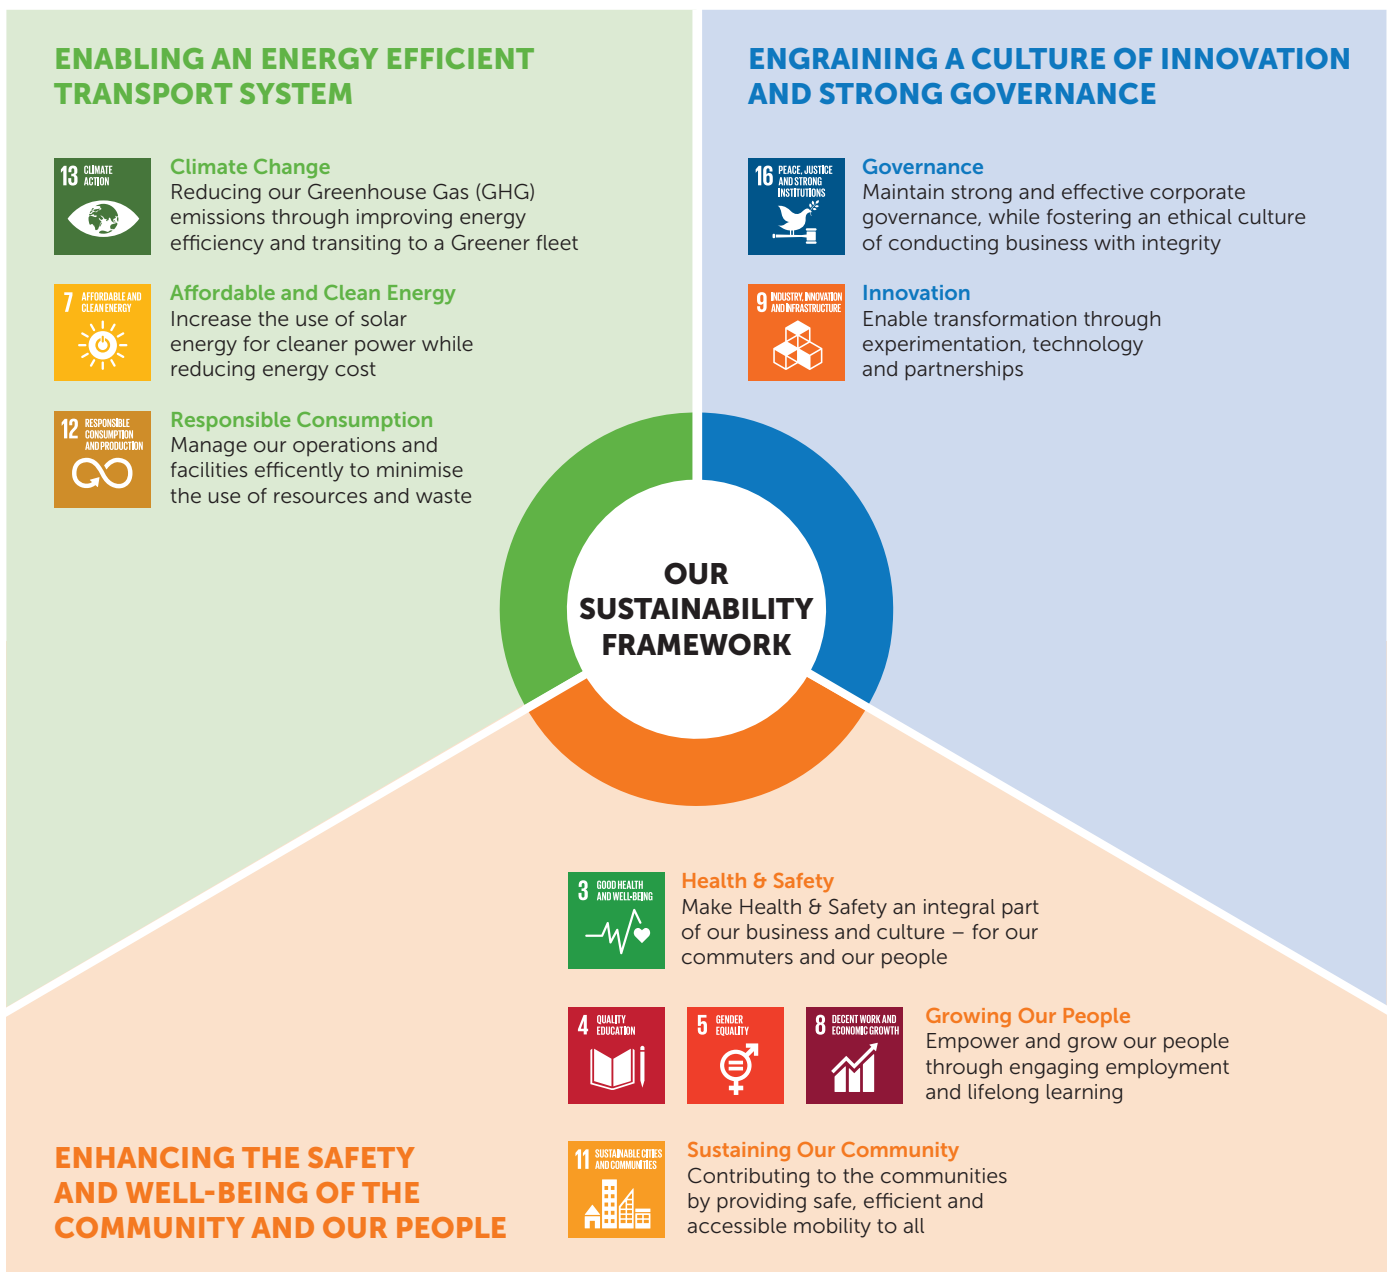 ENABLING AN ENERGY EFFICIENT
TRANSPORT SYSTEM
13 CLIMATE
ACTION
Climate Change
Reducing our Greenhouse Gas (GHG)
emissions through improving energy
efficiency and transiting to a Greener fleet
7 AFFORDABLE AND
CLEAN ENERGY
Affordable and Clean Energy
Increase the use of solar
energy for cleaner power while
reducing energy cost
12 RESPONSIBLE
CONSUMPTION
AND PRODUCTION
Responsible Consumption
Manage our operations and
facilities efficently to minimise
the use of resources and waste
ENGRAINING A CULTURE OF INNOVATION
AND STRONG GOVERNANCE
16 PEACE, JUSTICE
AND STRONG
INSTITUTIONS
Governance
Maintain strong and effective corporate
governance, while fostering an ethical culture
of conducting business with integrity
9 INDUSTRY, INNOVATION
AND INFRASTRUCTURE
Innovation
Enable transformation through
experimentation, technology
and partnerships
OUR
SUSTAINABILITY
FRAMEWORK
ENHANCING THE SAFETY
AND WELL-BEING OF THE
COMMUNITY AND OUR PEOPLE
3 GOOD HEALTH
AND WELL-BEING
Health & Safety
Make Health & Safety an integral part
of our business and culture – for our
commuters and our people
4 QUALITY
EDUCATION
5 GENDER
EQUALITY
8 DECENT WORK AND
ECONOMIC GROWTH
Growing Our People
Empower and grow our people
through engaging employment
and lifelong learning
11 SUSTAINABLE CITIES
AND COMMUNITIES
Sustaining Our Community
Contributing to the communities
by providing safe, efficient and
accessible mobility to all